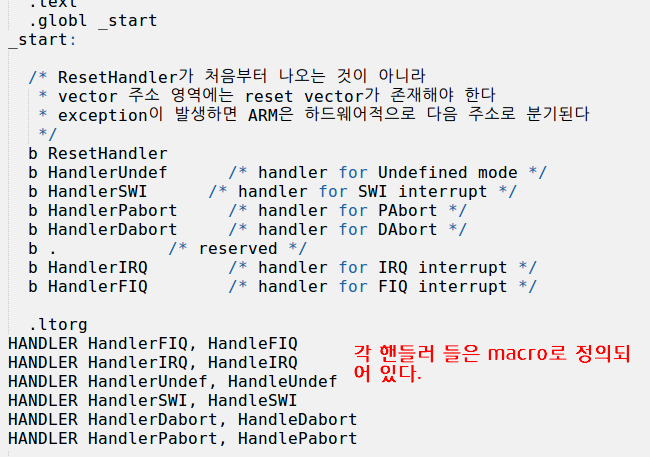 .text
.globl _start
_start:
/* ResetHandler가 처음부터 나오는 것이 아니라
* vector 주소 영역에는 reset vector가 존재해야 한다
* exception이 발생하면 ARM은 하드웨어적으로 다음 주소로 분기된다
*/
b ResetHandler
b HandlerUndef /* handler for Undefined mode */
b HandlerSWI /* handler for SWI interrupt */
b HandlerPabort /* handler for PAbort */
b HandlerDabort /* handler for DAbort */
b . /* reserved */
b HandlerIRQ /* handler for IRQ interrupt */
b HandlerFIQ /* handler for FIQ interrupt */
.ltorg
HANDLER HandlerFIQ, HandleFIQ
HANDLER HandlerIRQ, HandleIRQ
HANDLER HandlerUndef, HandleUndef
HANDLER HandlerSWI, HandleSWI
HANDLER HandlerDabort, HandleDabort
HANDLER HandlerPabort, HandlePabort
각 핸들러 들은 macro로 정의되
어 있다.